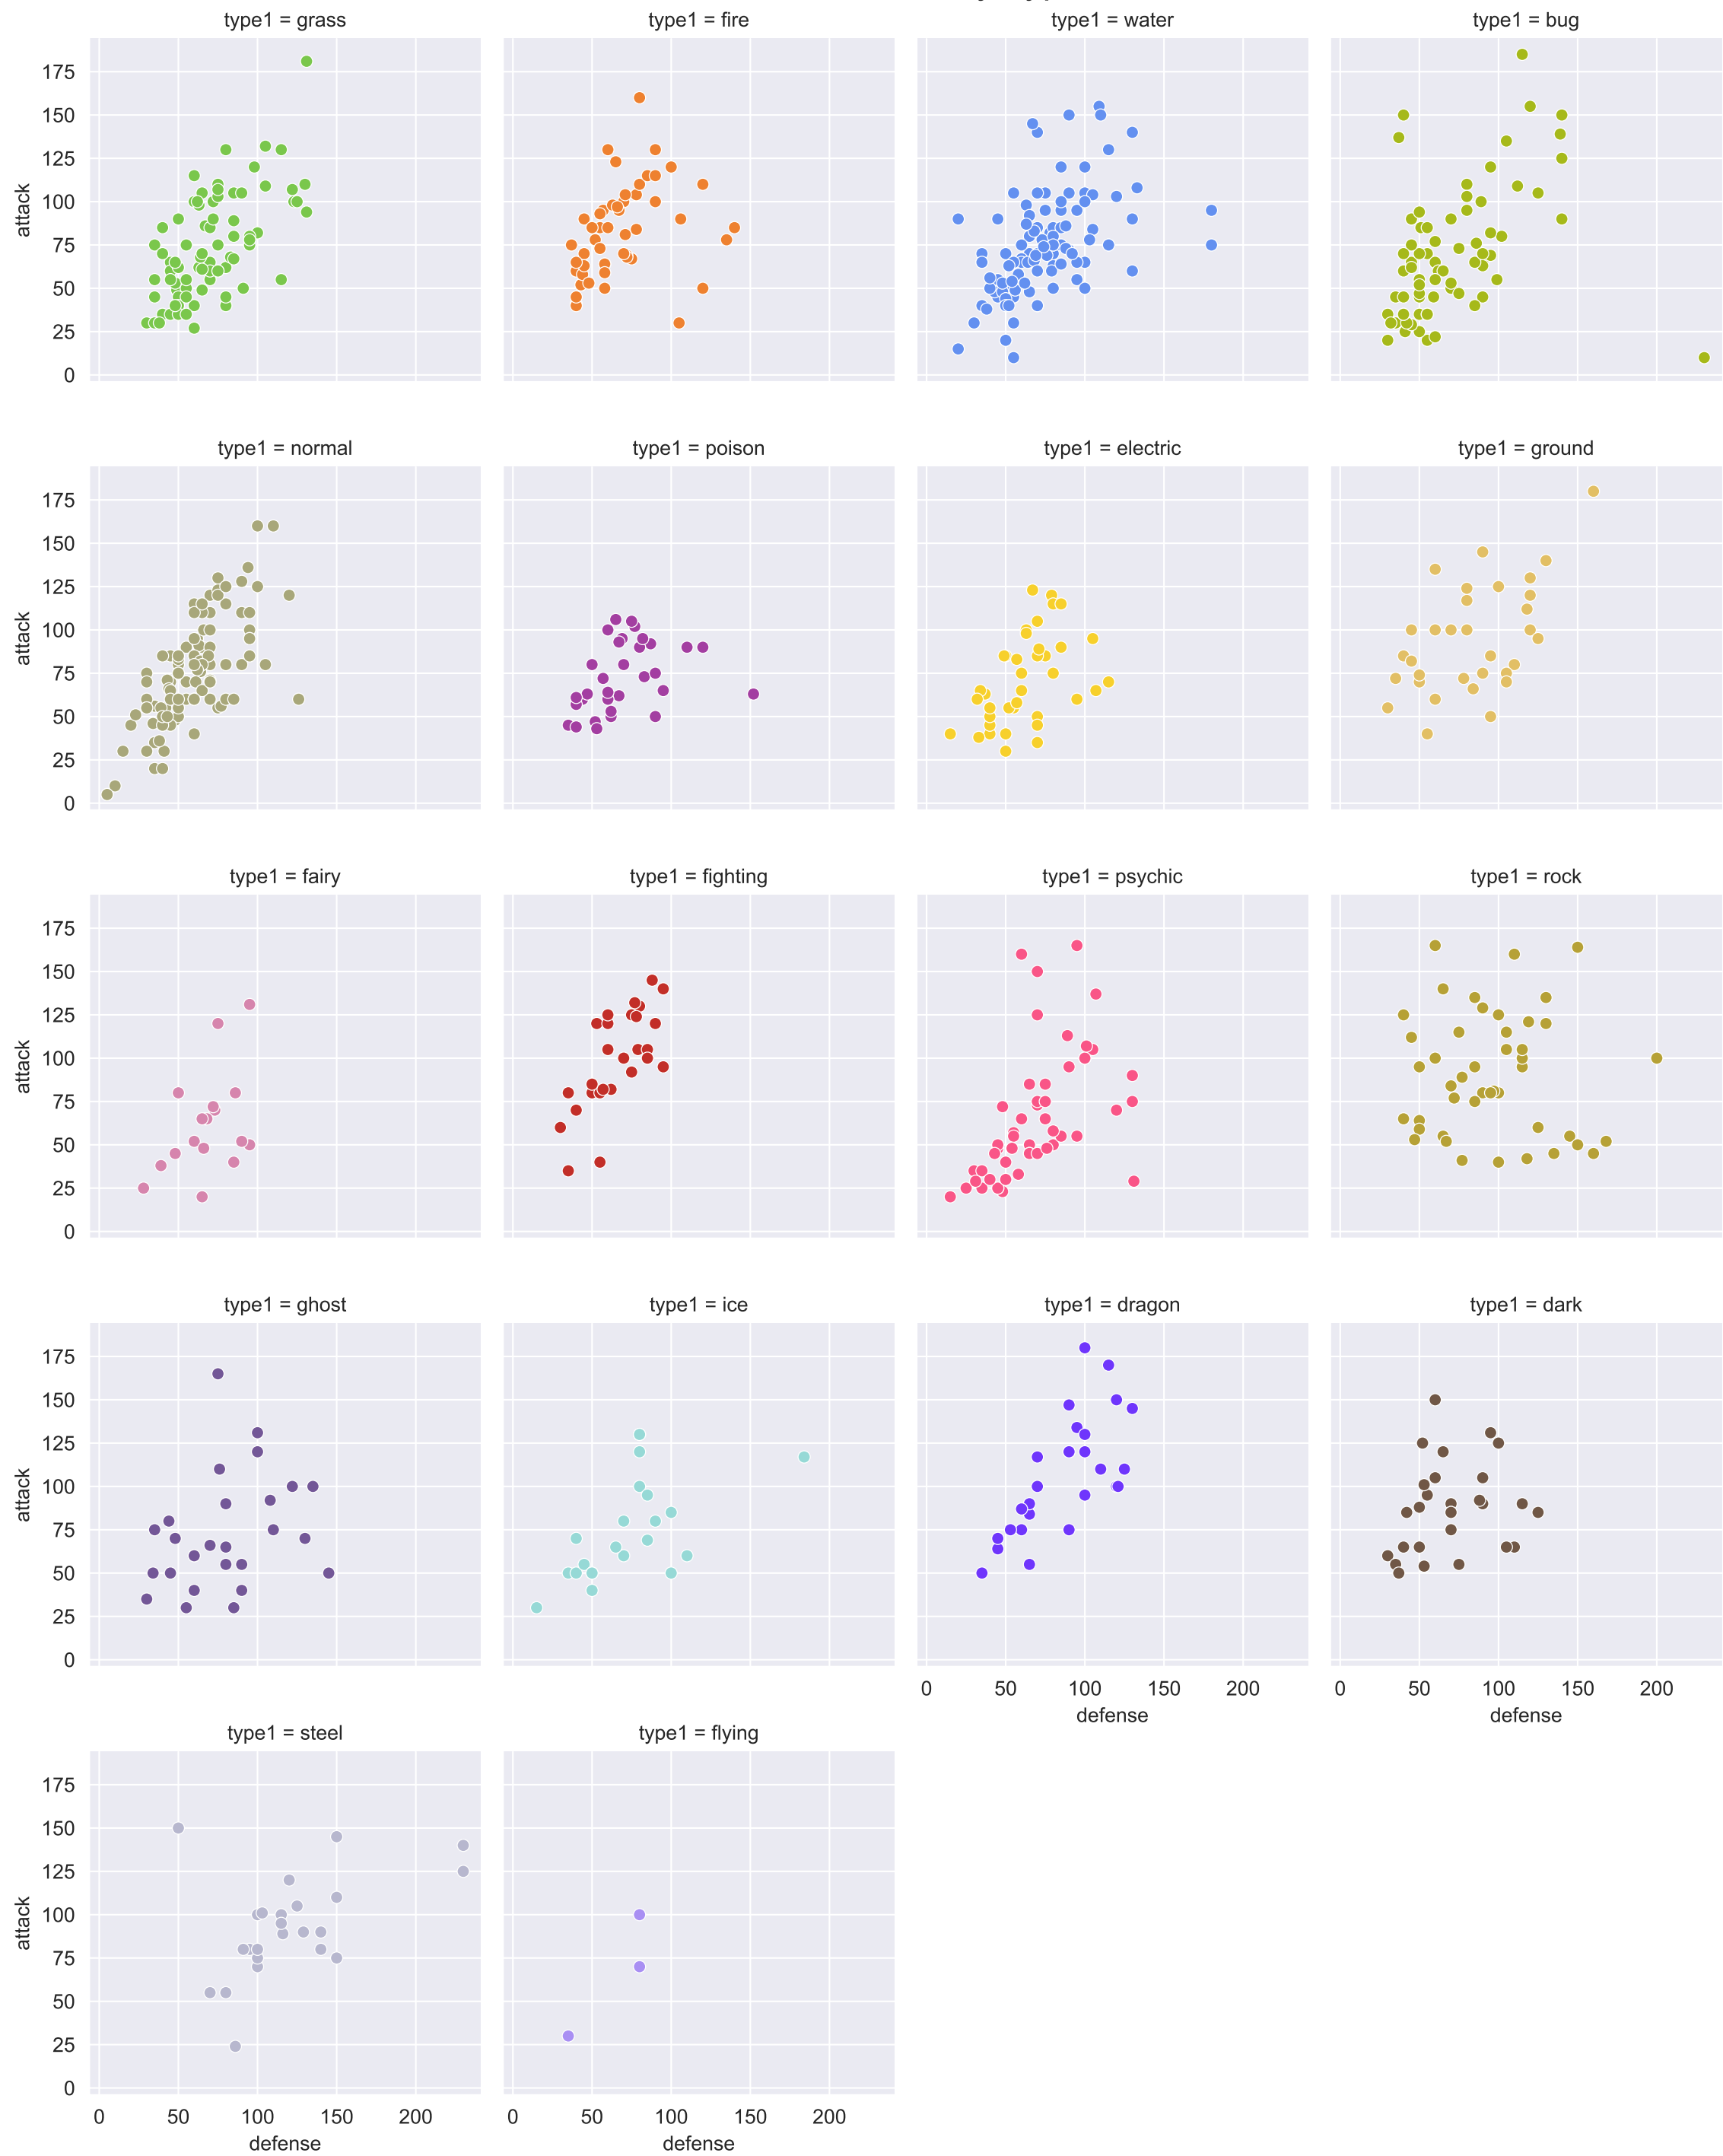 type1 = grass
type1 = fire
type1 = water
type1 = bug
175
150
125
100
75
50
25
0
attack
type1 = normal
type1 = poison
type1 = electric
type1 = ground
175
150
125
100
75
50
25
0
attack
type1 = fairy
type1 = fighting
type1 = psychic
type1 = rock
175
150
125
100
75
50
25
0
attack
type1 = ghost
type1 = ice
type1 = dragon
type1 = dark
175
150
125
100
75
50
25
0
attack
0 50 100 150 200
defense
0 50 100 150 200
defense
type1 = steel
type1 = flying
175
150
125
100
75
50
25
0
attack
0 50 100 150 200
defense
0 50 100 150 200
defense